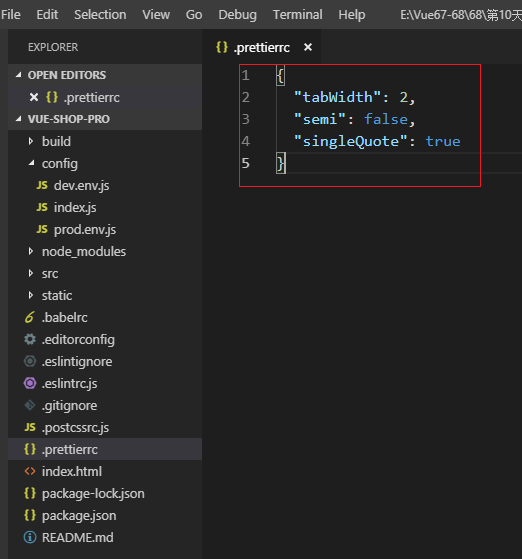 File Edit Selection View Go Debug Terminal Help E:\Vue67-68\68\第10天
EXPLORER
OPEN EDITORS
.prettierrc
VUE-SHOP-PRO
build
config
JS dev.env.js
JS index.js
JS prod.env.js
node_modules
src
static
.babelrc
.editorconfig
.eslintignore
.eslintrc.js
.gitignore
JS .postcssrc.js
{} .prettierrc
<> index.html
{} package-lock.json
{} package.json
README.md
{} .prettierrc ×
1 {
2 "tabWidth": 2,
3 "semi": false,
4 "singleQuote": true
5 }